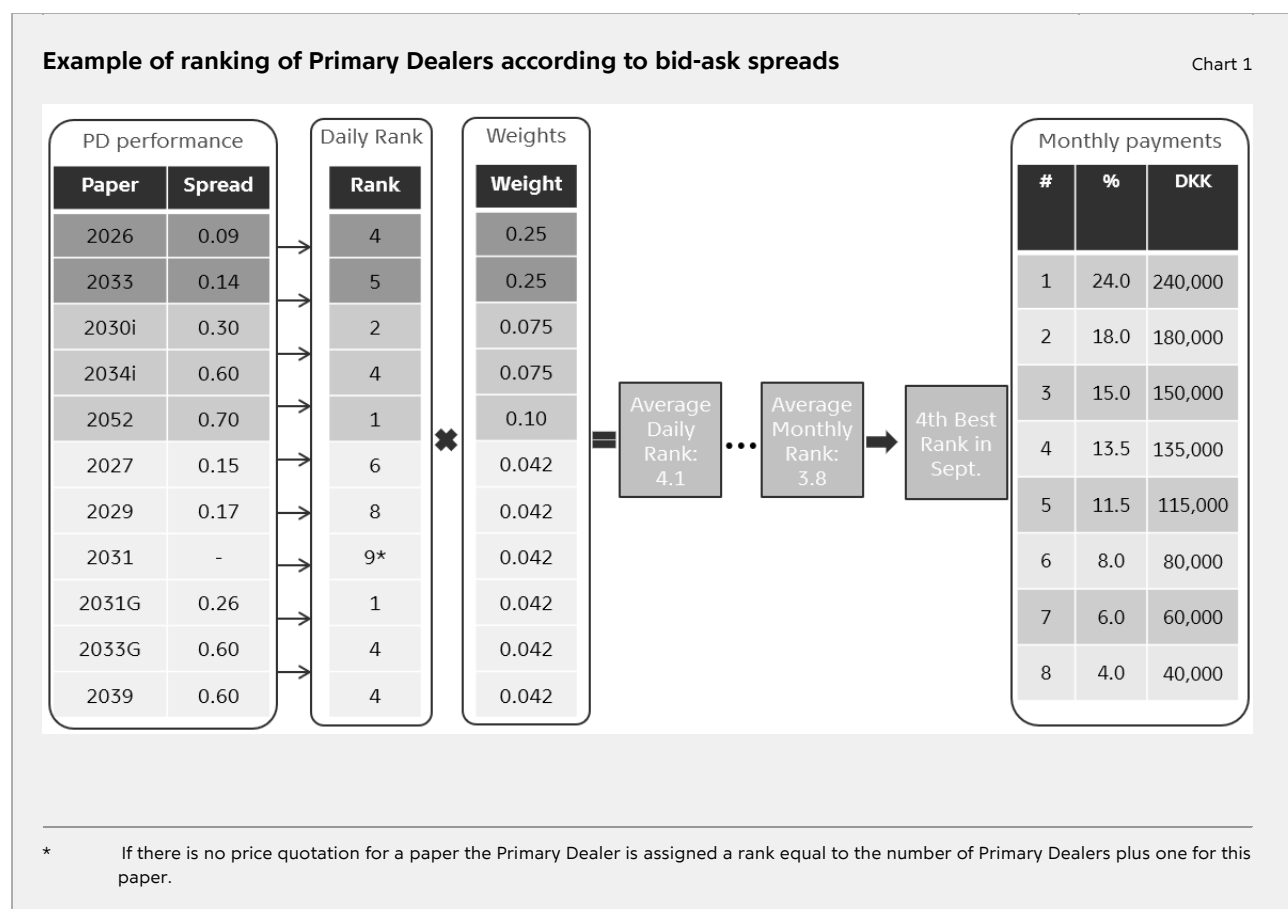 Example of ranking of Primary Dealers according to bid-ask spreads Chart 1
PD performance Daily Rank Weights Monthly payments
Paper Spread Rank Weight # % DKK
2026 0.09 4 0.25
2033 0.14 5 0.25
2030i 0.30 2 0.075
2034i 0.60 4 0.075
2052 0.70 1 0.10
2027 0.15 6 0.042
2029 0.17 8 0.042
2031 - 9* 0.042
2031G 0.26 1 0.042
2033G 0.60 4 0.042
2039 0.60 4 0.042
Average
Daily
Rank:
4.1
...
Average
Monthly
Rank:
3.8
4th Best
Rank in
Sept.
1 24.0 240,000
2 18.0 180,000
3 15.0 150,000
4 13.5 135,000
5 11.5 115,000
6 8.0 80,000
7 6.0 60,000
8 4.0 40,000
* If there is no price quotation for a paper the Primary Dealer is assigned a rank equal to the number of Primary Dealers plus one for this
paper.